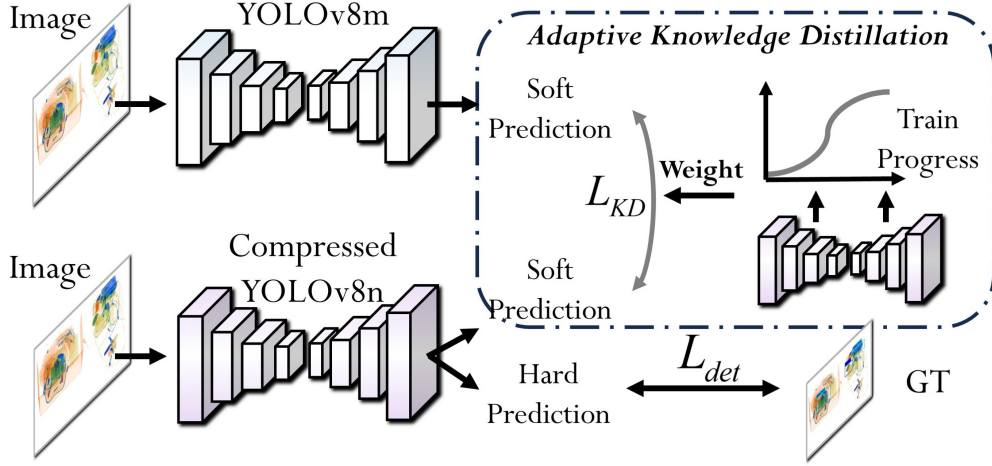 Image
YOLOv8m
Adaptive Knowledge Distillation
Soft
Prediction
Train
Progress
Weight
L_KD
Image
Compressed
YOLOv8n
Soft
Prediction
Hard
Prediction
L_det
GT